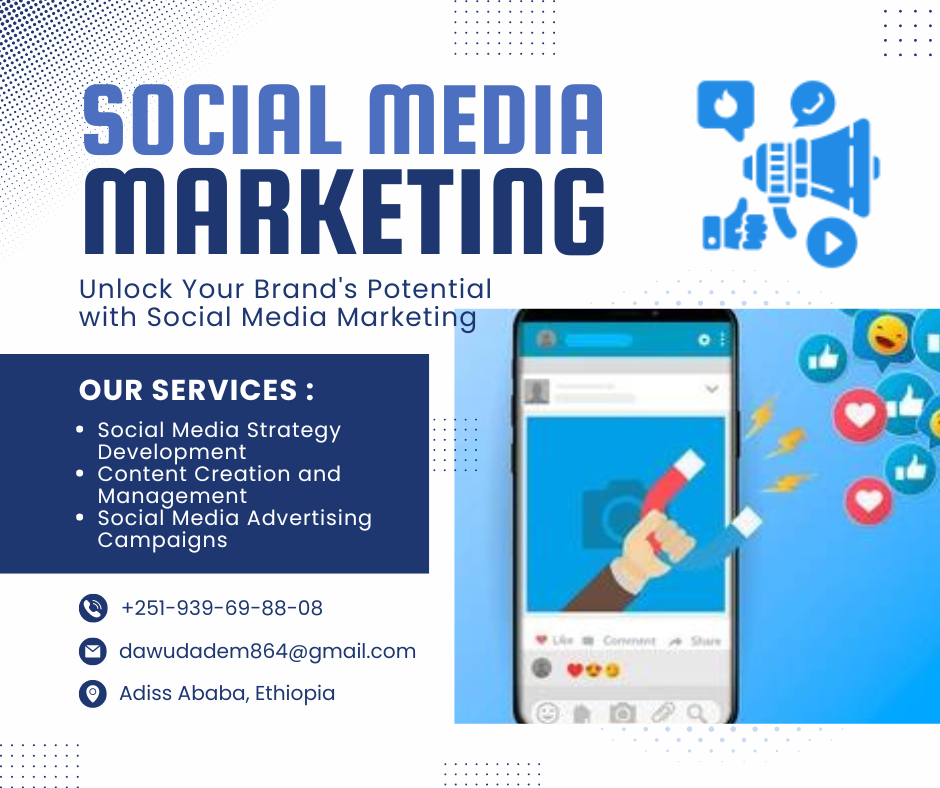 SOCIAL MEDIA
MARKETING
Unlock Your Brand's Potential
with Social Media Marketing
OUR SERVICES :
• Social Media Strategy
Development
• Content Creation and
Management
• Social Media Advertising
Campaigns
+251-939-69-88-08
dawudadem864@gmail.com
Adiss Ababa, Ethiopia
Like Comment Share